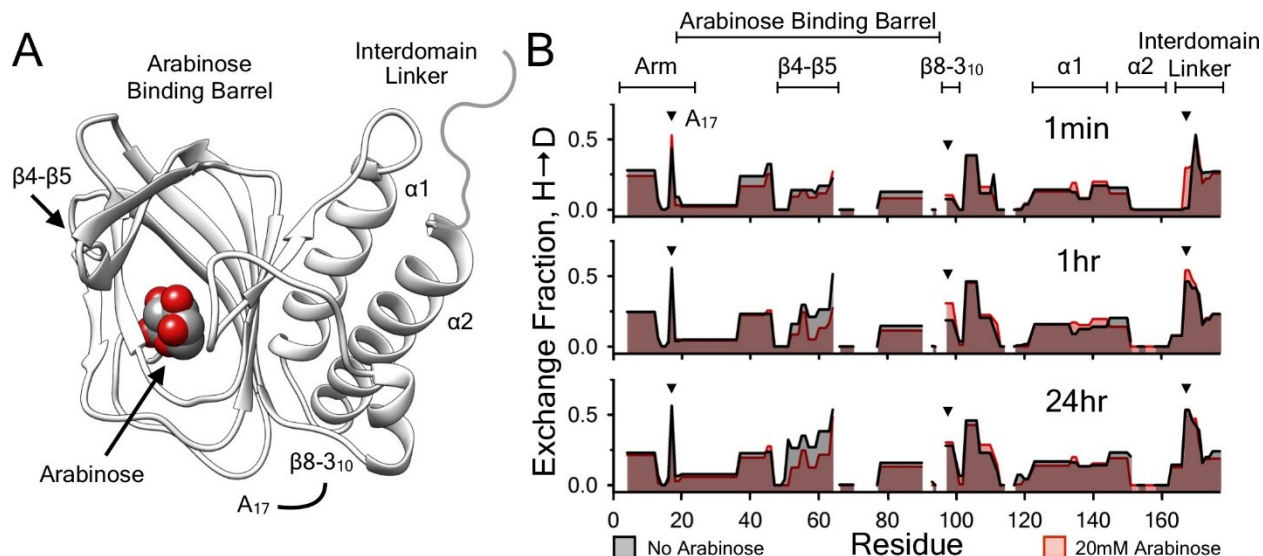 A
Arabinose
Binding Barrel
Interdomain
Linker
β4-β5
α1
α2
Arabinose
β8-3₁₀
A₁₇
B
Arabinose Binding Barrel
Arm
β4-β5
β8-3₁₀
α1
α2
Interdomain
Linker
Exchange Fraction, H→D
A₁₇
1min
0.5
0.0
1hr
0.5
0.0
24hr
0.5
0.0
0 20 40 60 80 100 120 140 160
No Arabinose
Residue
20mM Arabinose